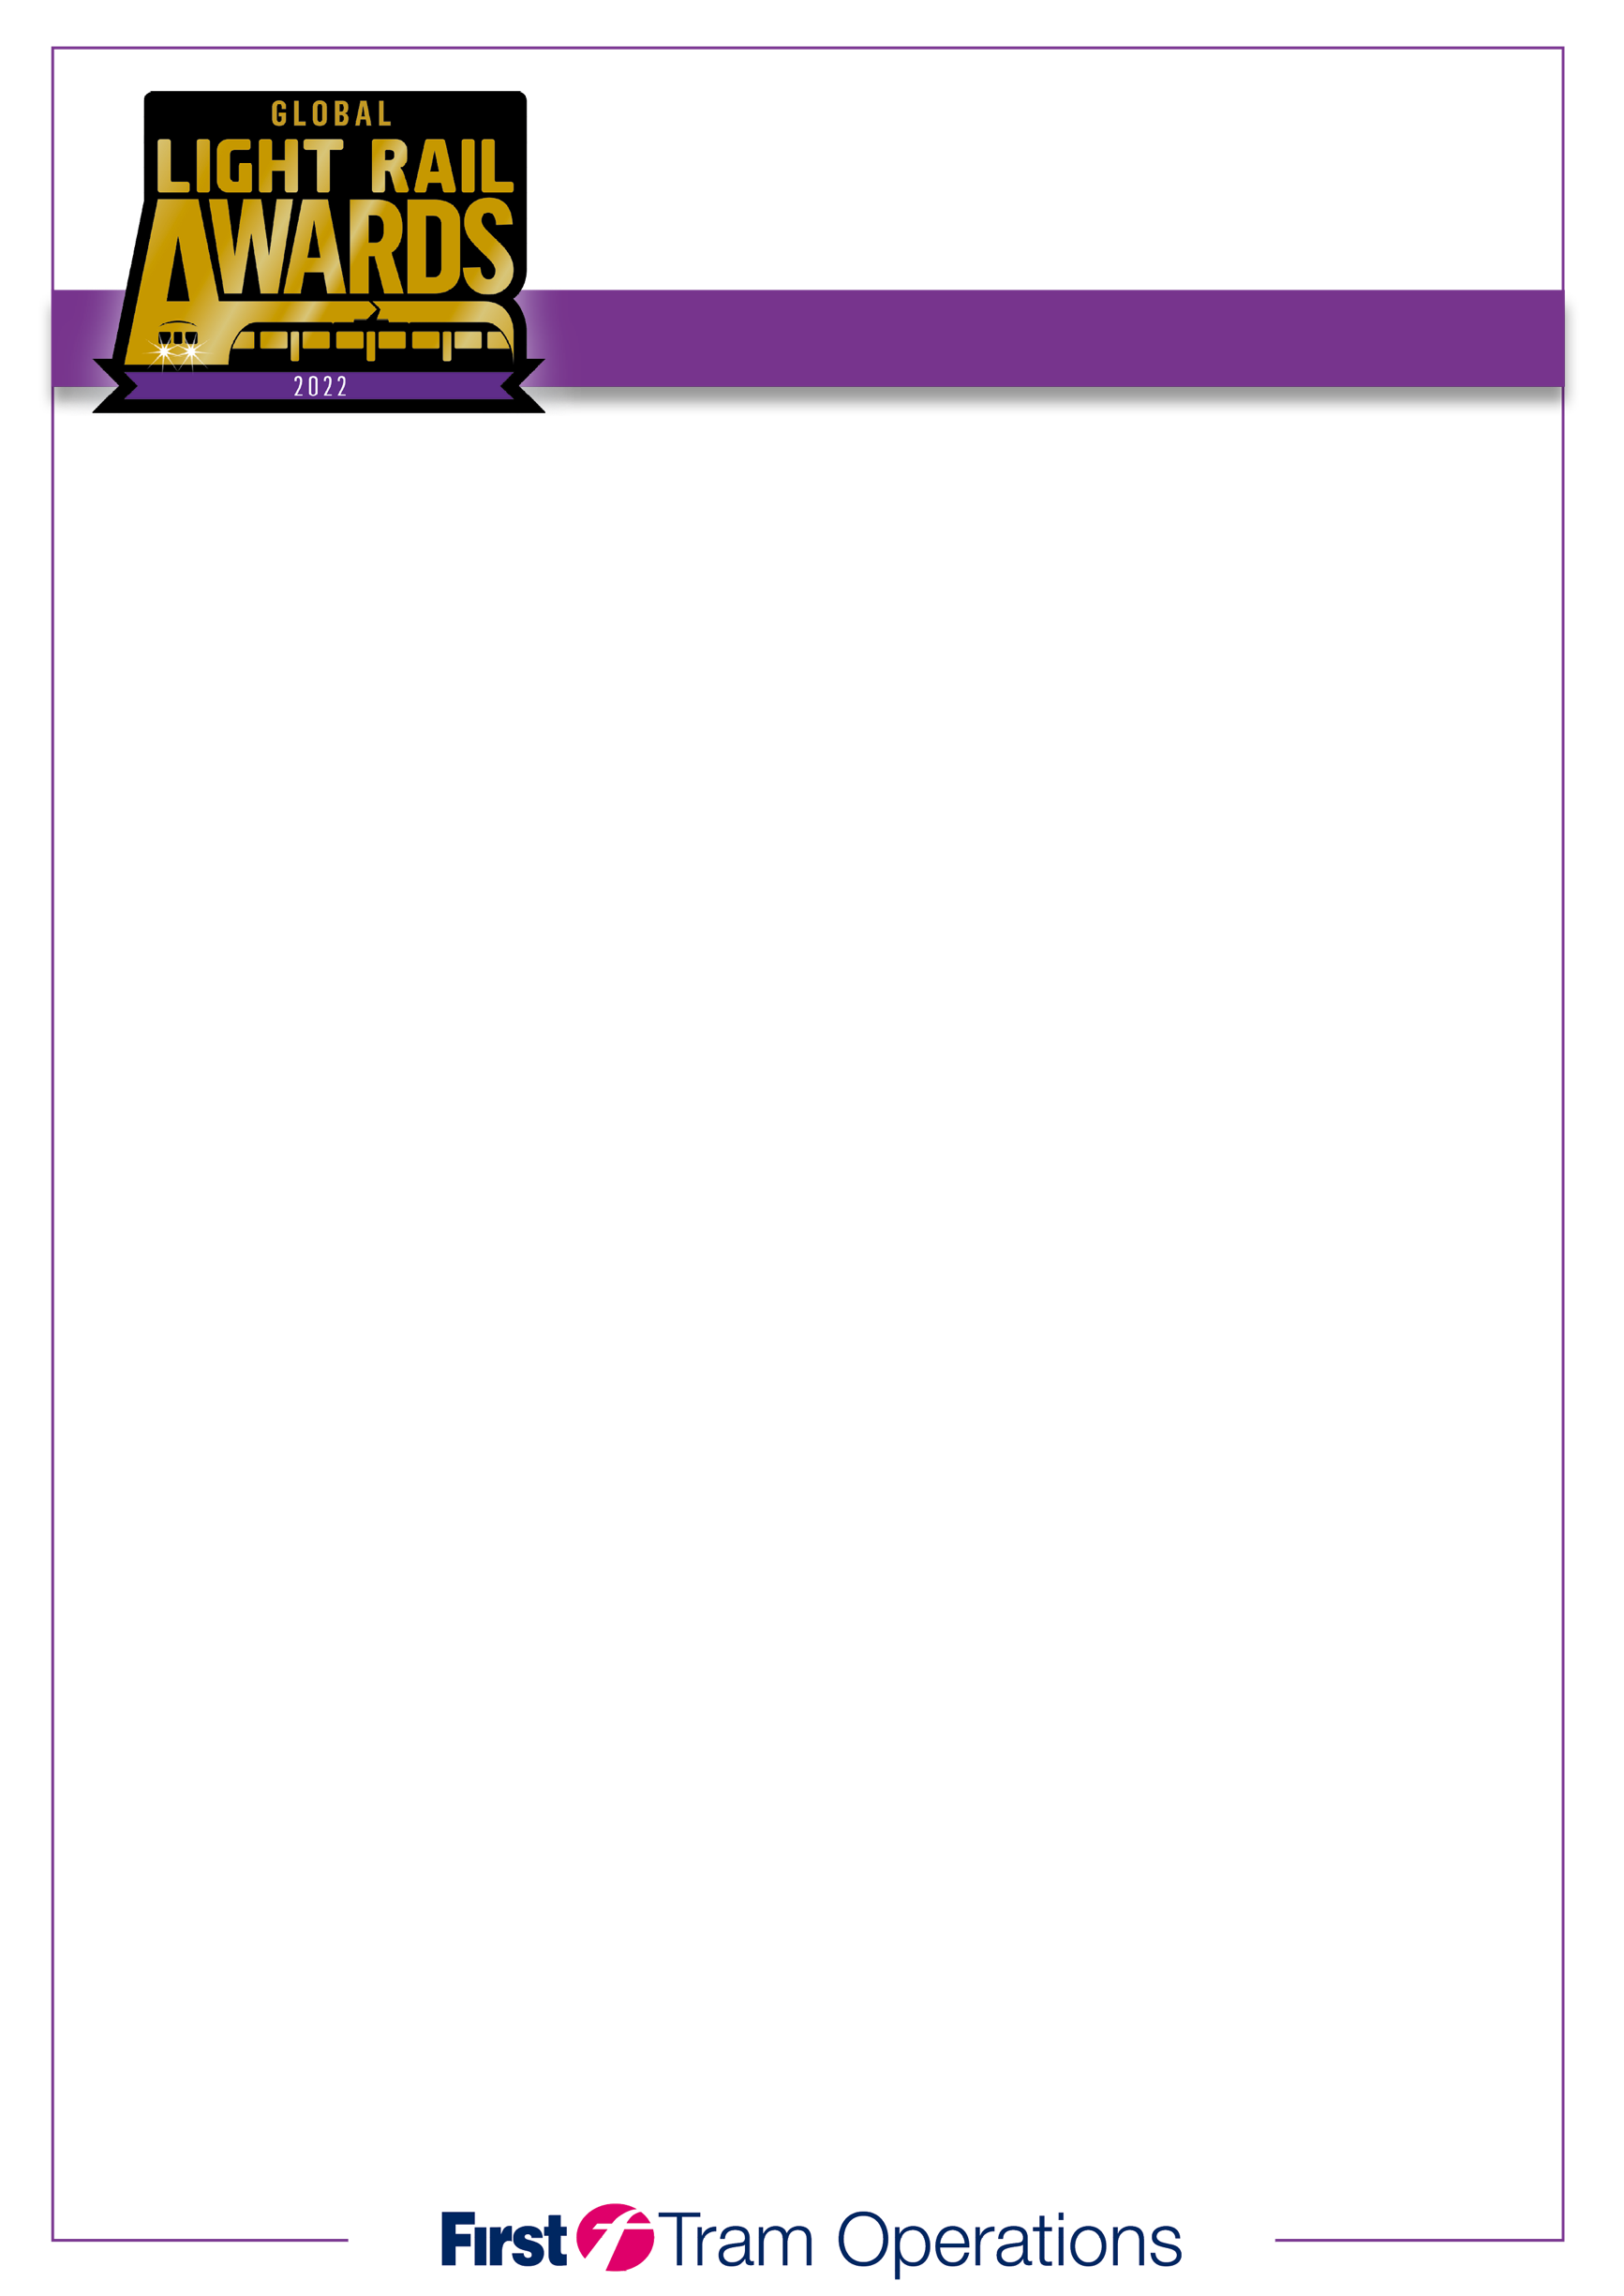 GLOBAL
LIGHT RAIL
AWARDS
2022
First Tram Operations